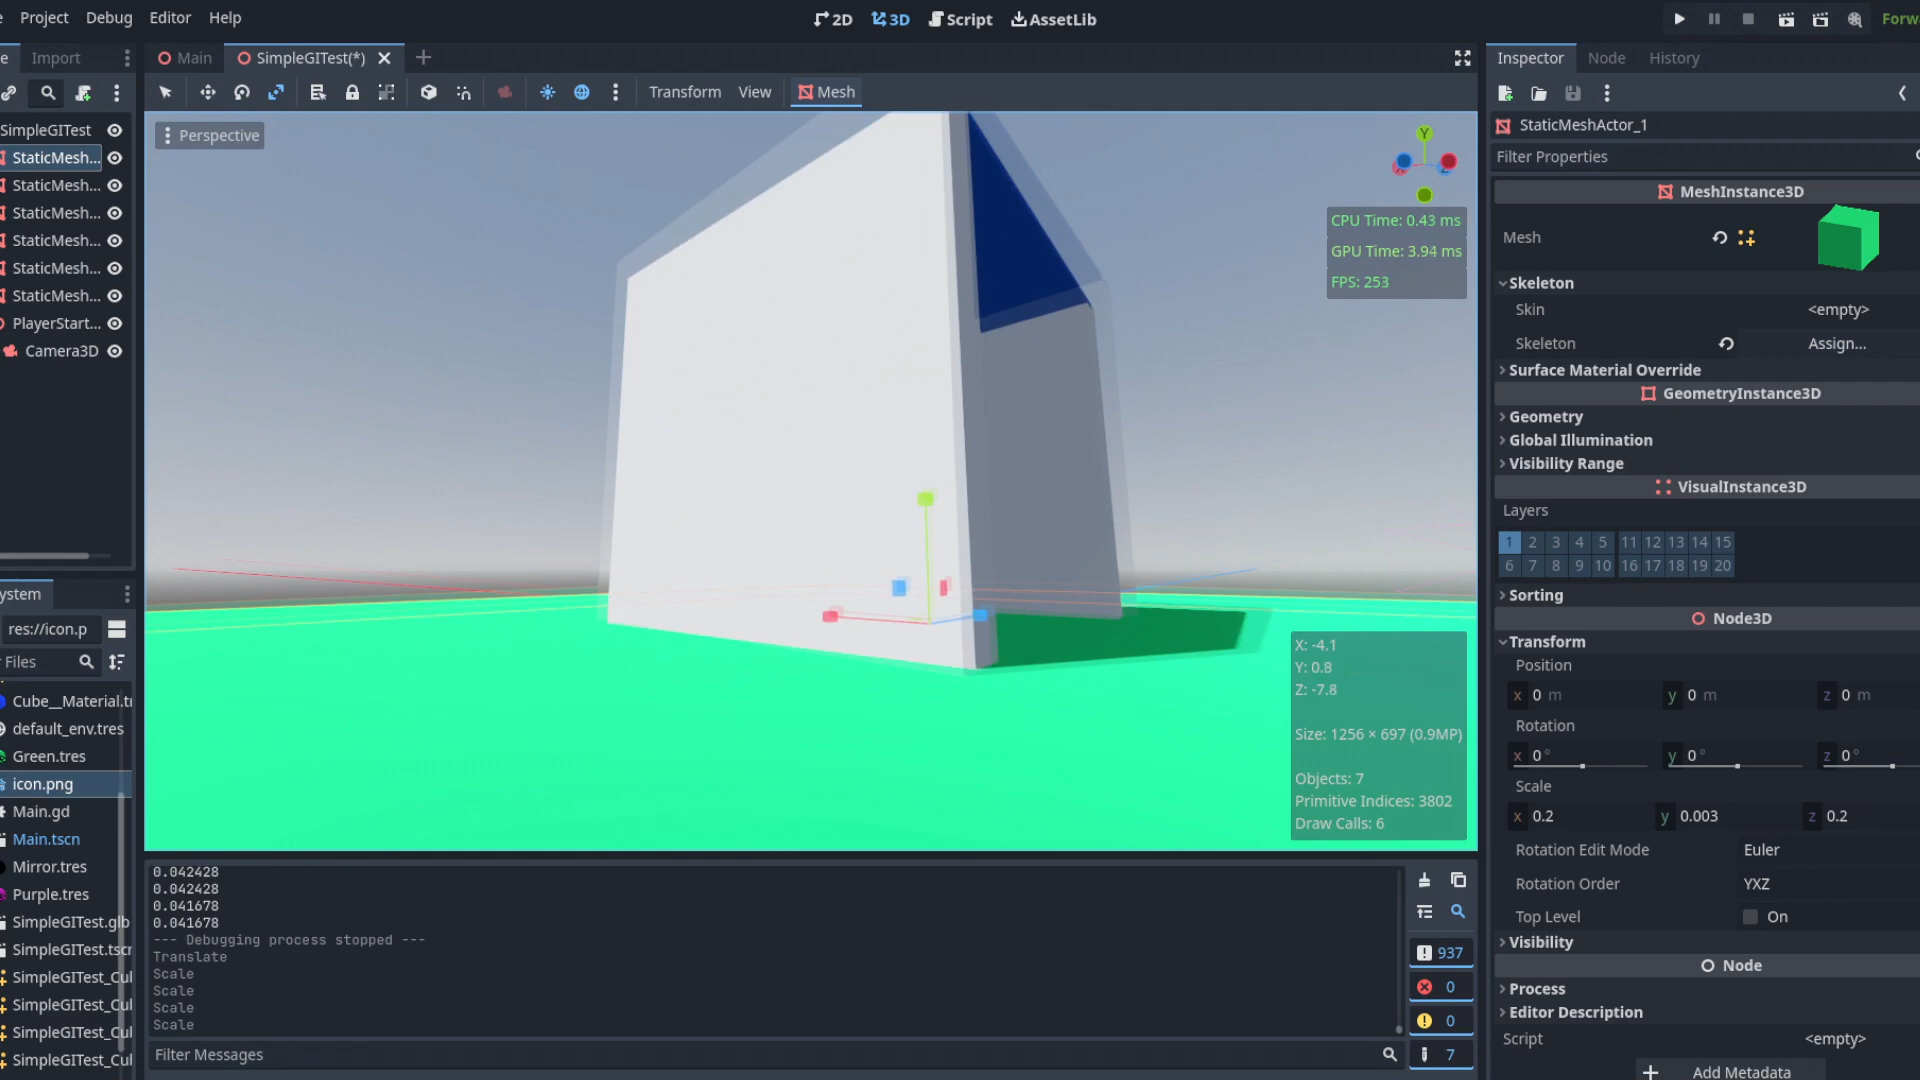 Project Debug Editor Help
2D 3D Script AssetLib
Import
Main SimpleGITest(*)
Transform View Mesh
Perspective
Y
CPU Time: 0.43 ms
GPU Time: 3.94 ms
FPS: 253
X: -4.1
Y: 0.8
Z: -7.8
Size: 1256 × 697 (0.9MP)
Objects: 7
Primitive Indices: 3802
Draw Calls: 6
SimpleGITest
StaticMesh...
StaticMesh...
StaticMesh...
StaticMesh...
StaticMesh...
StaticMesh...
PlayerStart...
Camera3D
ystem
res://icon.p
Files
Cube__Material.t
default_env.tres
Green.tres
icon.png
Main.gd
Main.tscn
Mirror.tres
Purple.tres
SimpleGITest.glb
SimpleGITest.tscn
SimpleGITest_Cul
SimpleGITest_Cul
SimpleGITest_Cul
SimpleGITest_Cul
0.042428
0.042428
0.041678
0.041678
--- Debugging process stopped ---
Translate
Scale
Scale
Scale
Scale
Filter Messages
937
0
0
7
Forw
Inspector Node History
StaticMeshActor_1
Filter Properties
MeshInstance3D
Mesh
Skeleton
Skin <empty>
Skeleton Assign...
Surface Material Override
GeometryInstance3D
Geometry
Global Illumination
Visibility Range
VisualInstance3D
Layers
1 2 3 4 5 11 12 13 14 15
6 7 8 9 10 16 17 18 19 20
Sorting
Node3D
Transform
Position
x 0 m y 0 m z 0 m
Rotation
x 0° y 0° z 0°
Scale
x 0.2 y 0.003 z 0.2
Rotation Edit Mode Euler
Rotation Order YXZ
Top Level On
Visibility
Node
Process
Editor Description
Script <empty>
Add Metadata